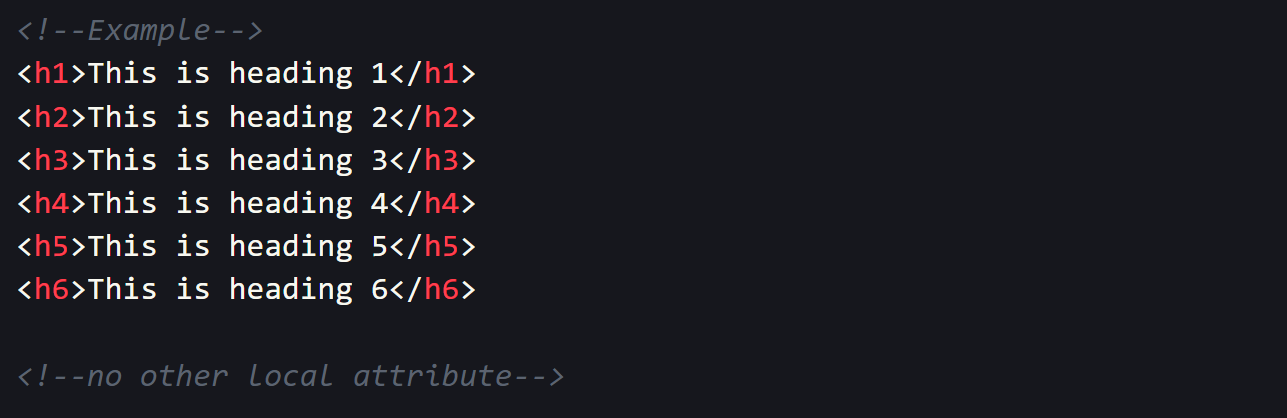 <!--Example-->
<h1>This is heading 1</h1>
<h2>This is heading 2</h2>
<h3>This is heading 3</h3>
<h4>This is heading 4</h4>
<h5>This is heading 5</h5>
<h6>This is heading 6</h6>
<!--no other local attribute-->